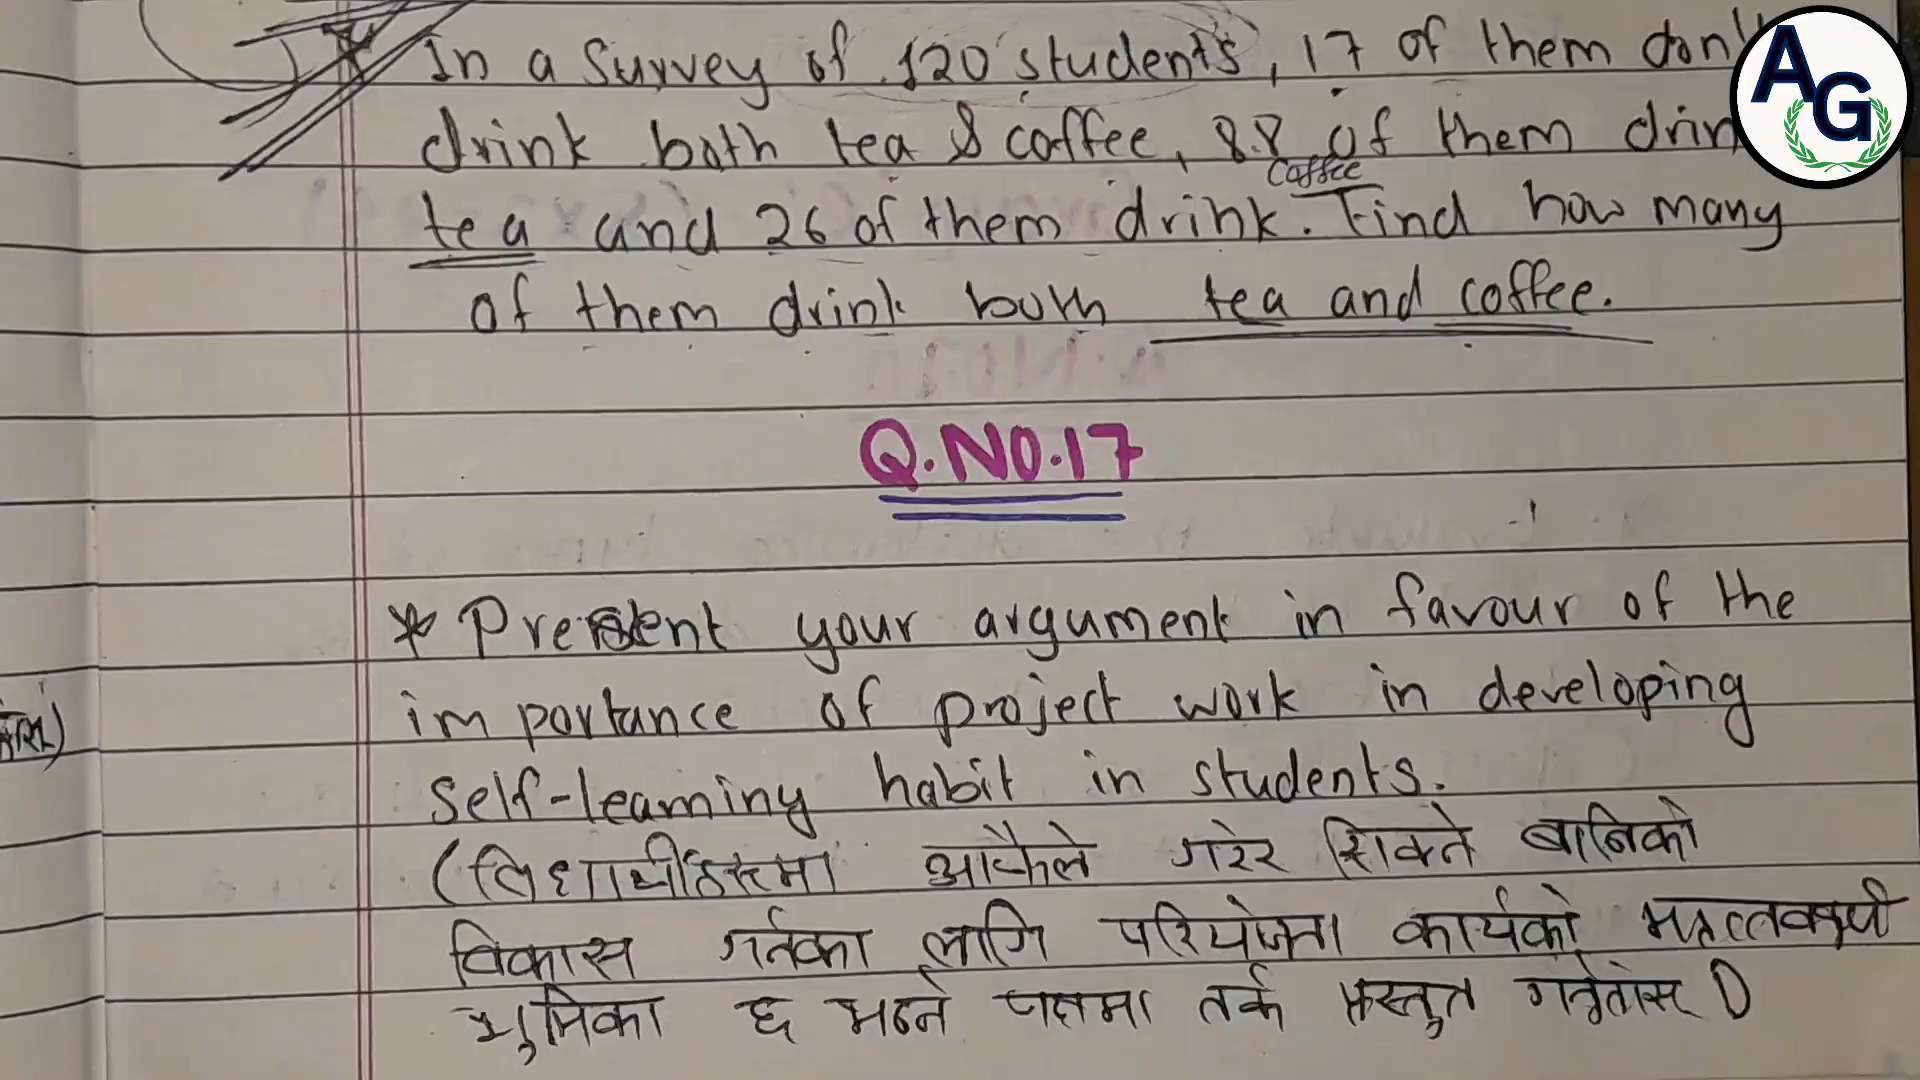 In a survey of 120 students, 17 of them don't
drink both tea & coffee, 88 of them drin
Coffee
tea and 26 of them drink. Find how many
of them drink both tea and coffee.
Q.NO.17
* Present your argument in favour of the
importance of project work in developing
self-learning habit in students.
(विद्यार्थीहरूमा आफैले गरेर सिक्ने बानिको
विकास गर्नका लागि परियोजना कार्यको
भुमिका छ भन्ने पक्षमा तर्क प्रस्तुत गर्नुहोस)
AG